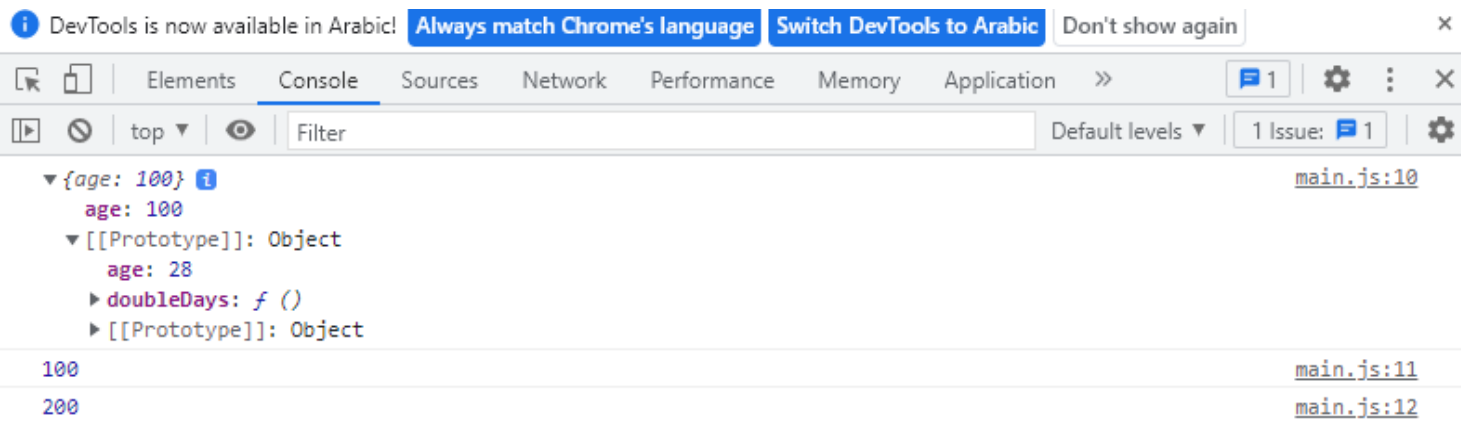 DevTools is now available in Arabic! Always match Chrome's language Switch DevTools to Arabic Don't show again ×
Elements Console Sources Network Performance Memory Application » 1
top ▼ Filter Default levels ▼ 1 Issue: 1
▼{age: 100} i main.js:10
age: 100
▼[[Prototype]]: Object
age: 28
▶doubleDays: ƒ ()
▶[[Prototype]]: Object
100 main.js:11
200 main.js:12